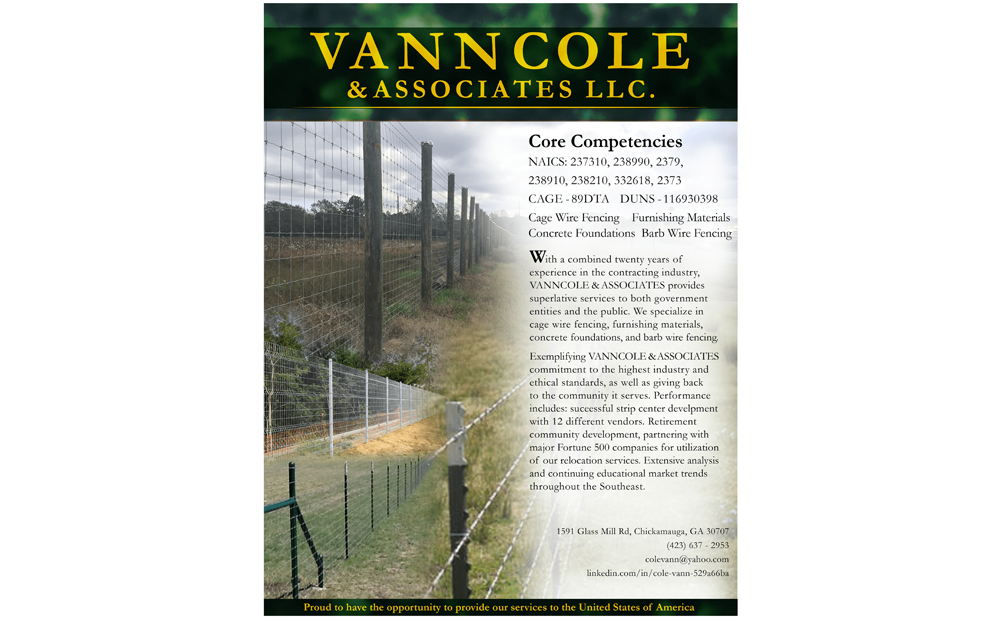 VANNCOLE
& ASSOCIATES LLC.
Core Competencies
NAICS: 237310, 238990, 2379,
238910, 238210, 332618, 2373
CAGE - 89DTA DUNS - 116930398
Cage Wire Fencing Furnishing Materials
Concrete Foundations Barb Wire Fencing
With a combined twenty years of
experience in the contracting industry,
VANNCOLE & ASSOCIATES provides
superlative services to both government
entities and the public. We specialize in
cage wire fencing, furnishing materials,
concrete foundations, and barb wire fencing.
Exemplifying VANNCOLE & ASSOCIATES
commitment to the highest industry and
ethical standards, as well as giving back
to the community it serves. Performance
includes: successful strip center develpment
with 12 different vendors. Retirement
community development, partnering with
major Fortune 500 companies for utilization
of our relocation services. Extensive analysis
and continuing educational market trends
throughout the Southeast.
1591 Glass Mill Rd, Chickamauga, GA 30707
(423) 637 - 2953
colevann@yahoo.com
linkedin.com/in/cole-vann-529a66ba
Proud to have the opportunity to provide our services to the United States of America